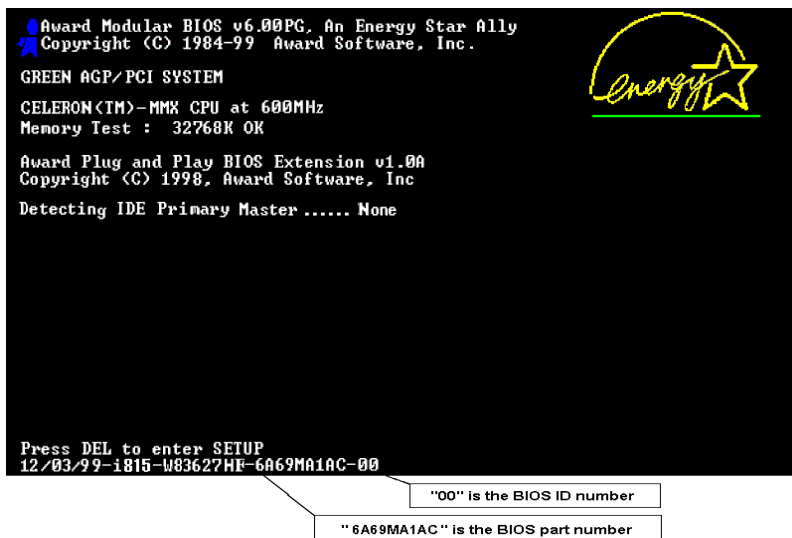 Award Modular BIOS v6.00PG, An Energy Star Ally
Copyright (C) 1984-99 Award Software, Inc.
energy
GREEN AGP/PCI SYSTEM
CELERON(TM)-MMX CPU at 600MHz
Memory Test : 32768K OK
Award Plug and Play BIOS Extension v1.0A
Copyright (C) 1998, Award Software, Inc
Detecting IDE Primary Master ...... None
Press DEL to enter SETUP
12/03/99-i815-W83627HF-6A69MA1AC-00
"00" is the BIOS ID number
" 6A69MA1AC " is the BIOS part number